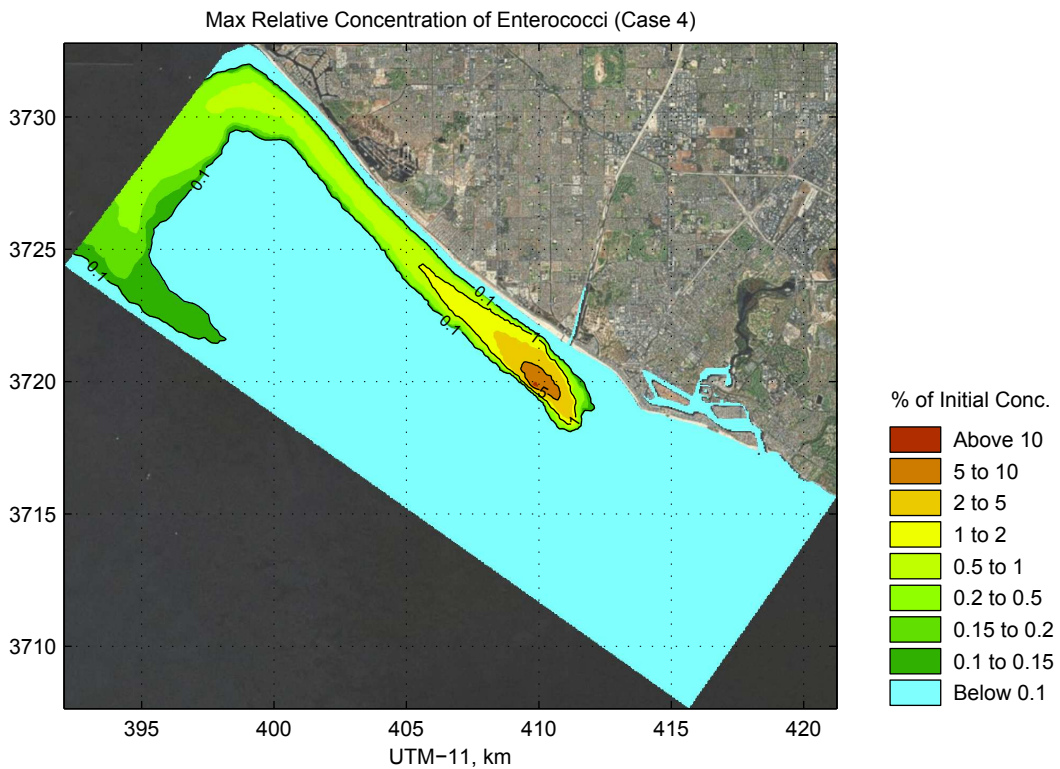 Max Relative Concentration of Enterococci (Case 4)
3730
3725
3720
3715
3710
0.1
0.1
0.1
0.1
1
5
395
400
405
410
415
420
UTM−11, km
% of Initial Conc.
Above 10
5 to 10
2 to 5
1 to 2
0.5 to 1
0.2 to 0.5
0.15 to 0.2
0.1 to 0.15
Below 0.1